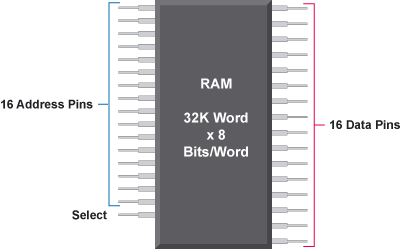 RAM
32K Word
x 8
Bits/Word
16 Address Pins
16 Data Pins
Select